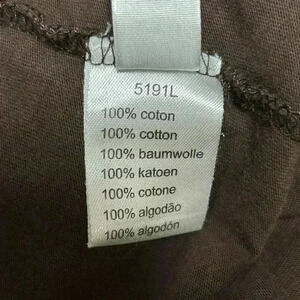 5191L
100% coton
100% cotton
100% baumwolle
100% katoen
100% cotone
100% algodão
100% algodón